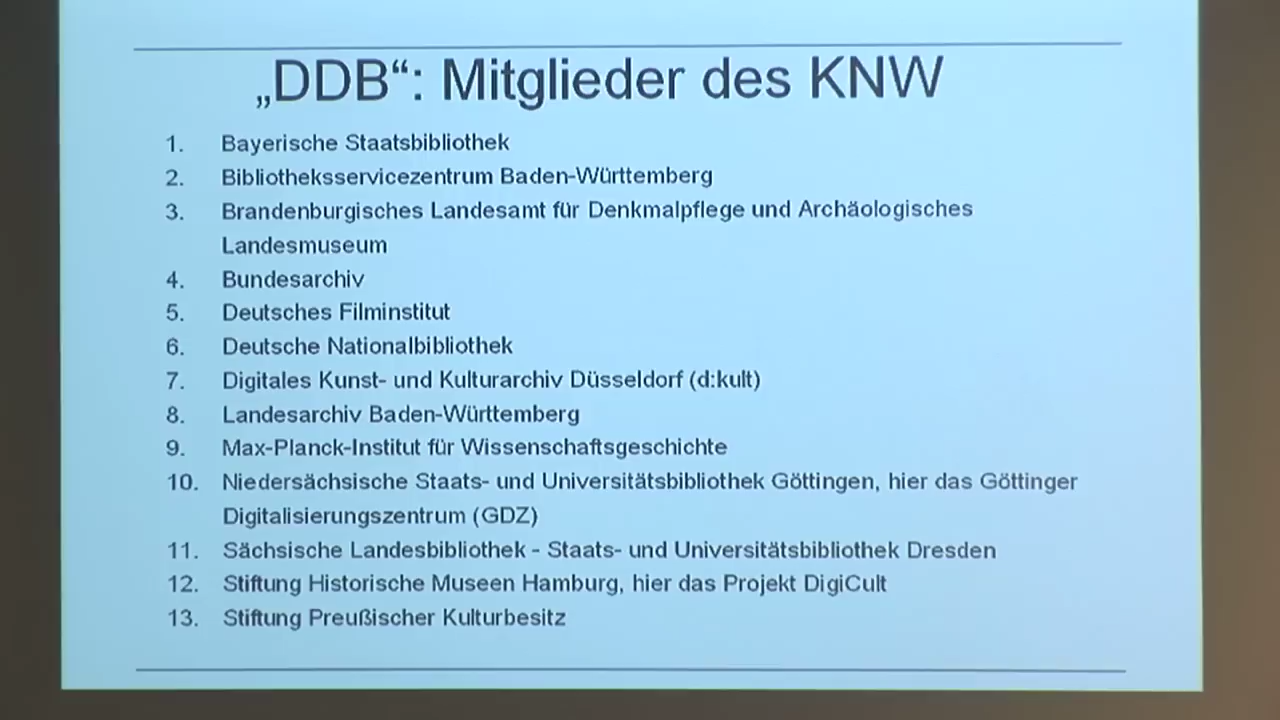 „DDB“: Mitglieder des KNW
1. Bayerische Staatsbibliothek
2. Bibliotheksservicezentrum Baden-Württemberg
3. Brandenburgisches Landesamt für Denkmalpflege und Archäologisches
Landesmuseum
4. Bundesarchiv
5. Deutsches Filminstitut
6. Deutsche Nationalbibliothek
7. Digitales Kunst- und Kulturarchiv Düsseldorf (d:kult)
8. Landesarchiv Baden-Württemberg
9. Max-Planck-Institut für Wissenschaftsgeschichte
10. Niedersächsische Staats- und Universitätsbibliothek Göttingen, hier das Göttinger
Digitalisierungszentrum (GDZ)
11. Sächsische Landesbibliothek - Staats- und Universitätsbibliothek Dresden
12. Stiftung Historische Museen Hamburg, hier das Projekt DigiCult
13. Stiftung Preußischer Kulturbesitz